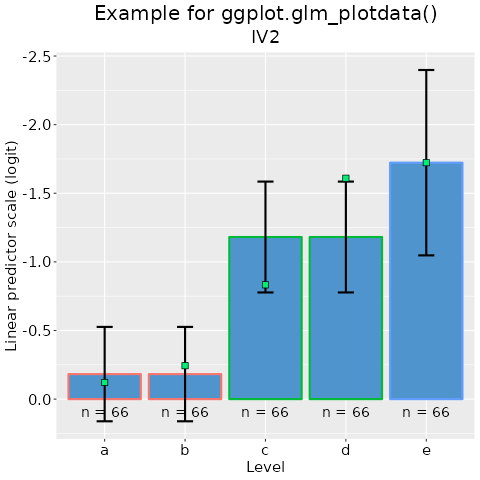 Example for ggplot.glm_plotdata()
IV2
Linear predictor scale (logit)
-2.5
-2.0
-1.5
-1.0
-0.5
0.0
n = 66 n = 66 n = 66 n = 66 n = 66
a b c d e
Level